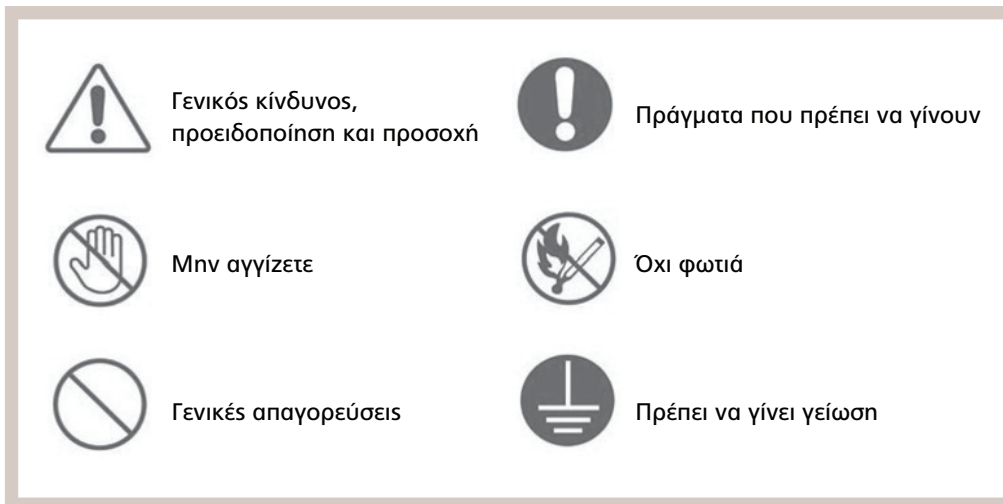 Γενικός κίνδυνος,
προειδοποίηση και προσοχή
Πράγματα που πρέπει να γίνουν
Μην αγγίζετε
Όχι φωτιά
Γενικές απαγορεύσεις
Πρέπει να γίνει γείωση